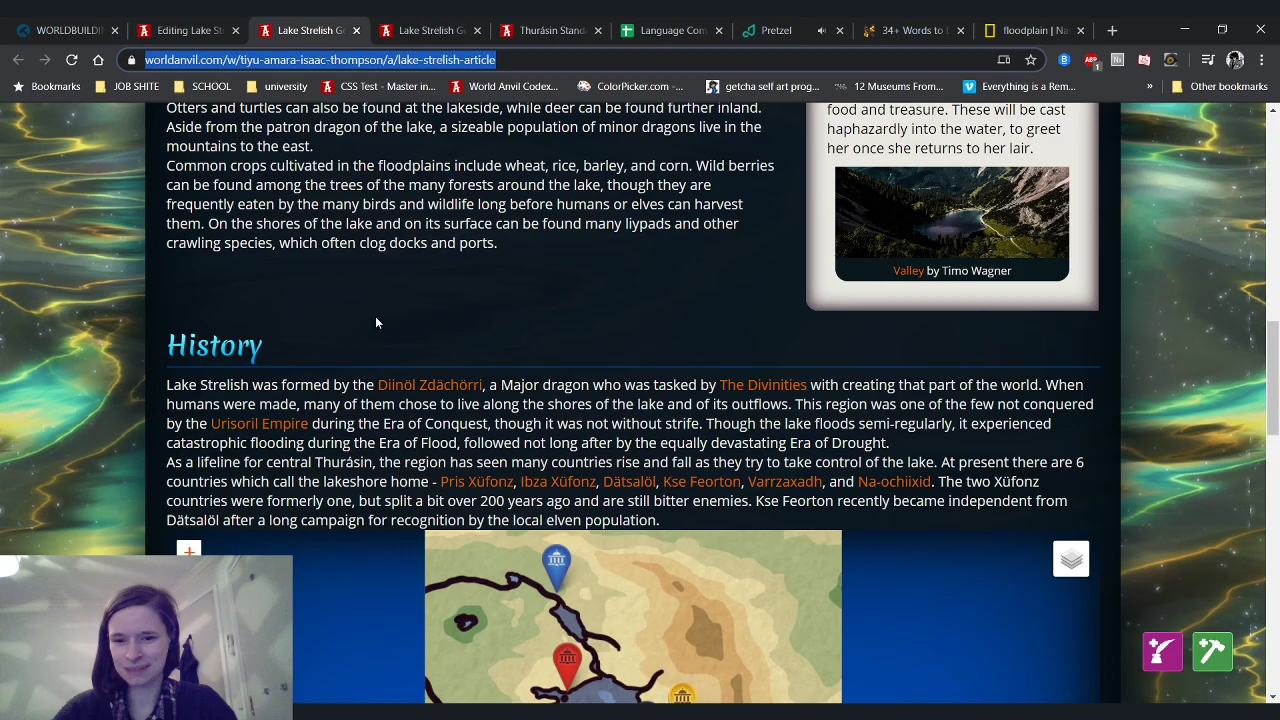 WORLDBUILDI
Editing Lake St
Lake Strelish Ge
Lake Strelish Ge
Thurásin Stand
Language Com
Pretzel
34+ Words to
floodplain | Na
worldanvil.com/w/tiyu-amara-isaac-thompson/a/lake-strelish-article
Bookmarks
JOB SHITE
SCHOOL
university
CSS Test - Master in...
World Anvil Codex...
ColorPicker.com -...
getcha self art prog...
12 Museums From...
Everything is a Rem...
»
Other bookmarks
Otters and turtles can also be found at the lakeside, while deer can be found further inland.
Aside from the patron dragon of the lake, a sizeable population of minor dragons live in the
mountains to the east.
Common crops cultivated in the floodplains include wheat, rice, barley, and corn. Wild berries
can be found among the trees of the many forests around the lake, though they are
frequently eaten by the many birds and wildlife long before humans or elves can harvest
them. On the shores of the lake and on its surface can be found many liypads and other
crawling species, which often clog docks and ports.
food and treasure. These will be cast
haphazardly into the water, to greet
her once she returns to her lair.
Valley by Timo Wagner
History
Lake Strelish was formed by the Diinöl Zdächörri, a Major dragon who was tasked by The Divinities with creating that part of the world. When
humans were made, many of them chose to live along the shores of the lake and of its outflows. This region was one of the few not conquered
by the Urisoril Empire during the Era of Conquest, though it was not without strife. Though the lake floods semi-regularly, it experienced
catastrophic flooding during the Era of Flood, followed not long after by the equally devastating Era of Drought.
As a lifeline for central Thurásin, the region has seen many countries rise and fall as they try to take control of the lake. At present there are 6
countries which call the lakeshore home - Pris Xüfonz, Ibza Xüfonz, Dätsalöl, Kse Feorton, Varrzaxadh, and Na-ochiixid. The two Xüfonz
countries were formerly one, but split a bit over 200 years ago and are still bitter enemies. Kse Feorton recently became independent from
Dätsalöl after a long campaign for recognition by the local elven population.
+